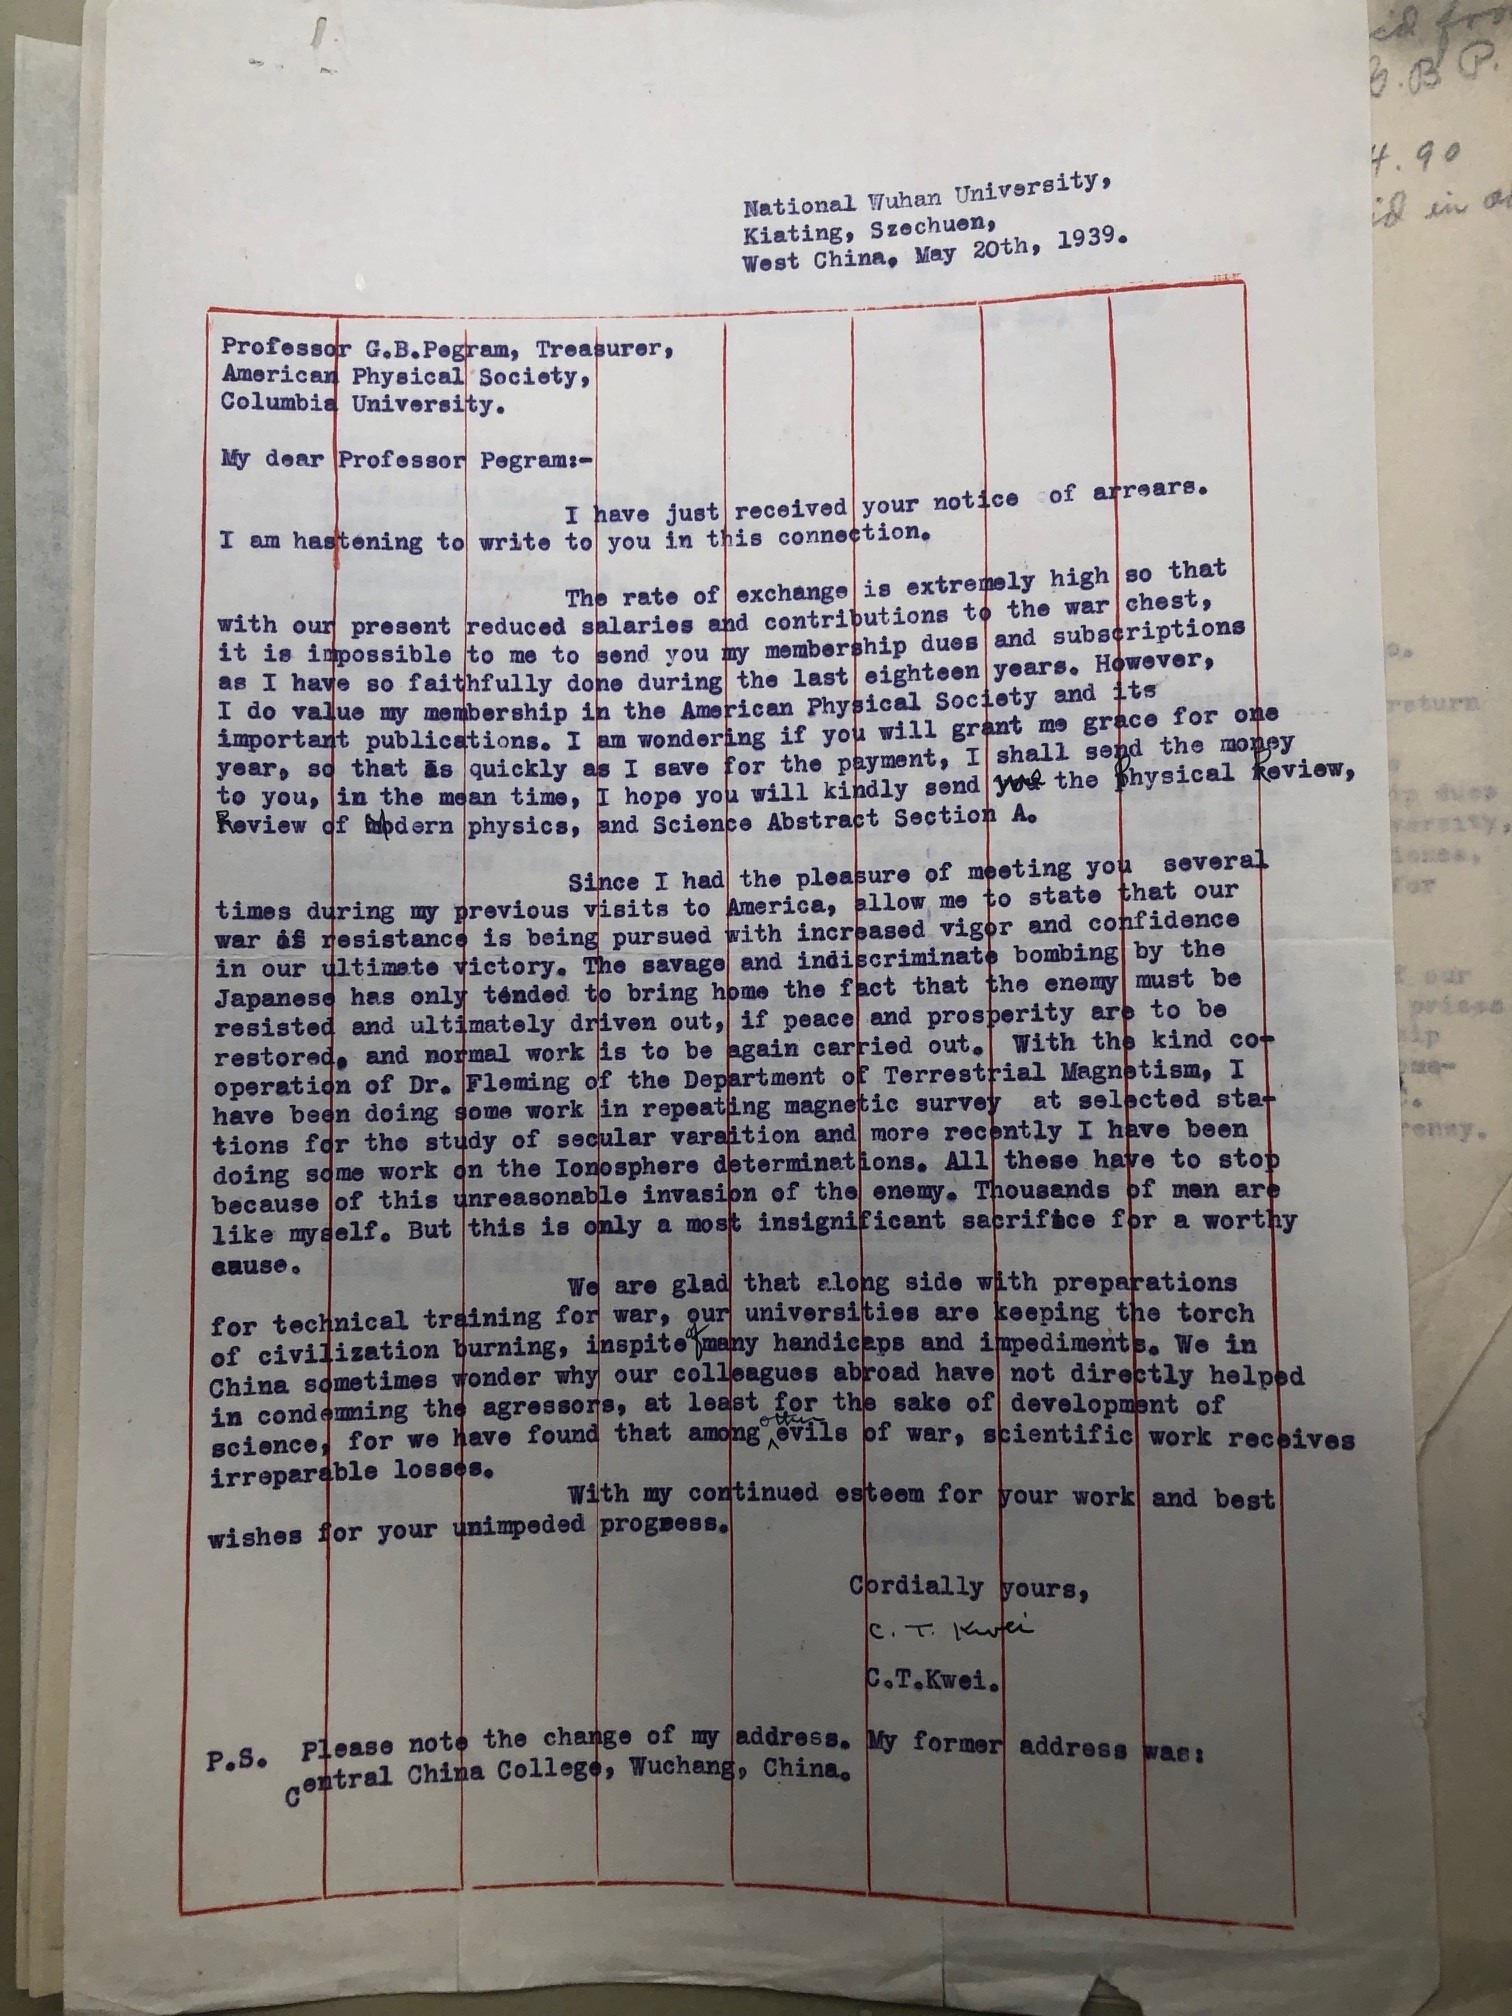 National Wuhan University,
Kiating, Szechuen,
West China, May 20th, 1939.
Professor G.B.Pegram, Treasurer,
American Physical Society,
Columbia University.
My dear Professor Pegram:-
I have just received your notice of arrears.
I am hastening to write to you in this connection.
The rate of exchange is extremely high so that
with our present reduced salaries and contributions to the war chest,
it is impossible to me to send you my membership dues and subscriptions
as I have so faithfully done during the last eighteen years. However,
I do value my membership in the American Physical Society and its
important publications. I am wondering if you will grant me grace for one
year, so that as quickly as I save for the payment, I shall send the money
to you, in the mean time, I hope you will kindly send the Physical Review,
Review of Modern physics, and Science Abstract Section A.
Since I had the pleasure of meeting you several
times during my previous visits to America, allow me to state that our
war of resistance is being pursued with increased vigor and confidence
in our ultimate victory. The savage and indiscriminate bombing by the
Japanese has only tended to bring home the fact that the enemy must be
resisted and ultimately driven out, if peace and prosperity are to be
restored, and normal work is to be again carried out. With the kind co-
operation of Dr. Fleming of the Department of Terrestrial Magnetism, I
have been doing some work in repeating magnetic survey at selected sta-
tions for the study of secular varaition and more recently I have been
doing some work on the Ionosphere determinations. All these have to stop
because of this unreasonable invasion of the enemy. Thousands of men are
like myself. But this is only a most insignificant sacrifice for a worthy
cause.
We are glad that along side with preparations
for technical training for war, our universities are keeping the torch
of civilization burning, inspite of many handicaps and impediments. We in
China sometimes wonder why our colleagues abroad have not directly helped
in condemning the agressors, at least for the sake of development of
science, for we have found that among other evils of war, scientific work receives
irreparable losses.
With my continued esteem for your work and best
wishes for your unimpeded progress.
Cordially yours,
C. T. Kwei
C.T.Kwei.
P.S. Please note the change of my address. My former address was:
Central China College, Wuchang, China.
G.B P.
4.90
in
return
dues
for
our
prises